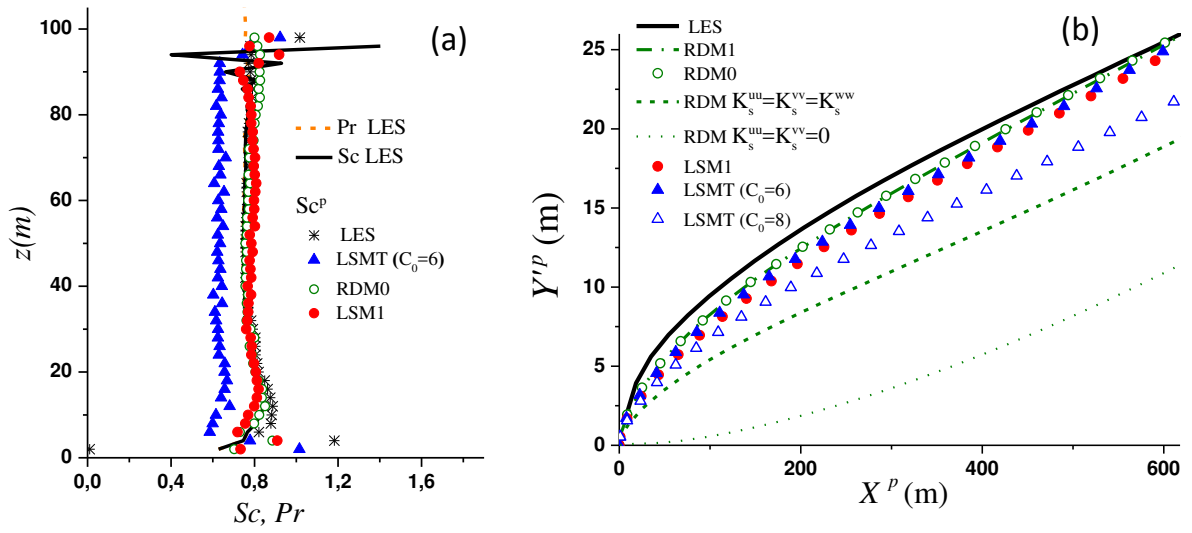 (a)
100
80
60
40
20
0
z(m)
0,0
0,4
0,8
1,2
1,6
Sc, Pr
Pr LES
Sc LES
Sc^p
LES
LSMT (C₀=6)
RDM0
LSM1
(b)
25
20
15
10
5
0
Y'^p (m)
0
200
400
600
X^p (m)
LES
RDM1
RDM0
RDM K_s^uu=K_s^vv=K_s^ww
RDM K_s^uu=K_s^vv=0
LSM1
LSMT (C₀=6)
LSMT (C₀=8)